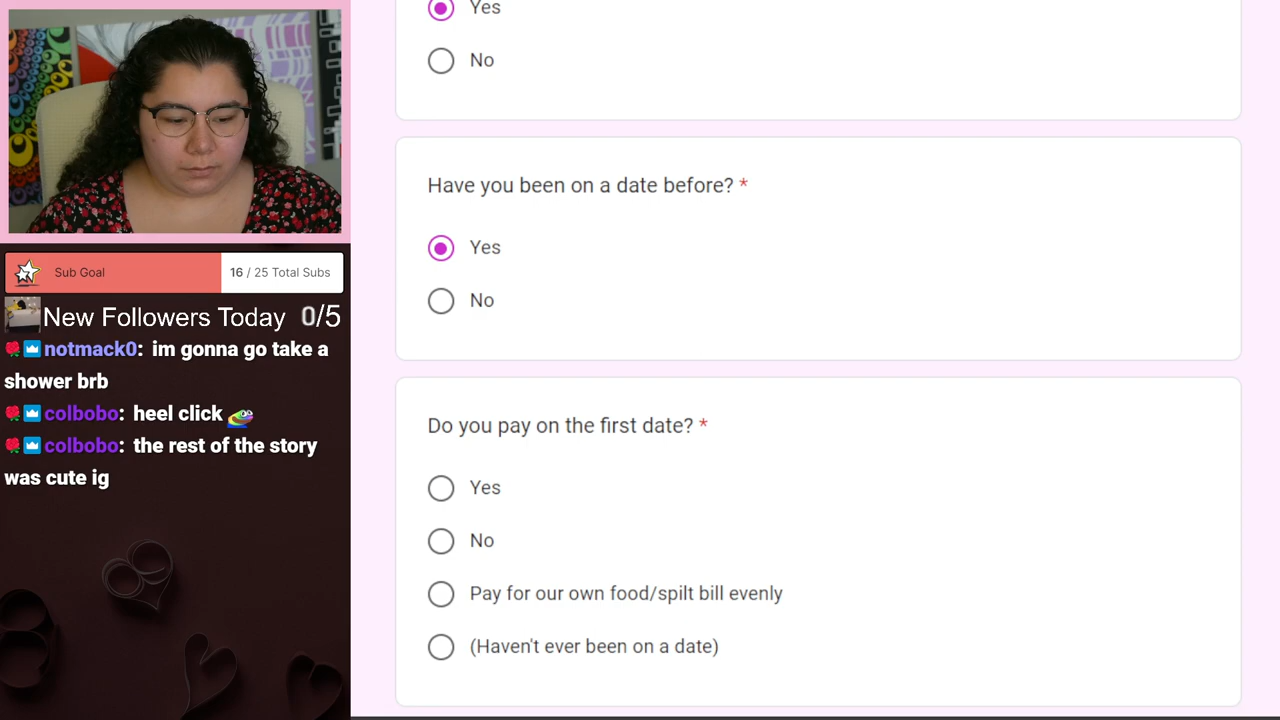 Yes
No
Have you been on a date before? *
Yes
No
Do you pay on the first date? *
Yes
No
Pay for our own food/spilt bill evenly
(Haven't ever been on a date)
Sub Goal
16 / 25 Total Subs
New Followers Today 0/5
notmack0: im gonna go take a
shower brb
colbobo: heel click
colbobo: the rest of the story
was cute ig